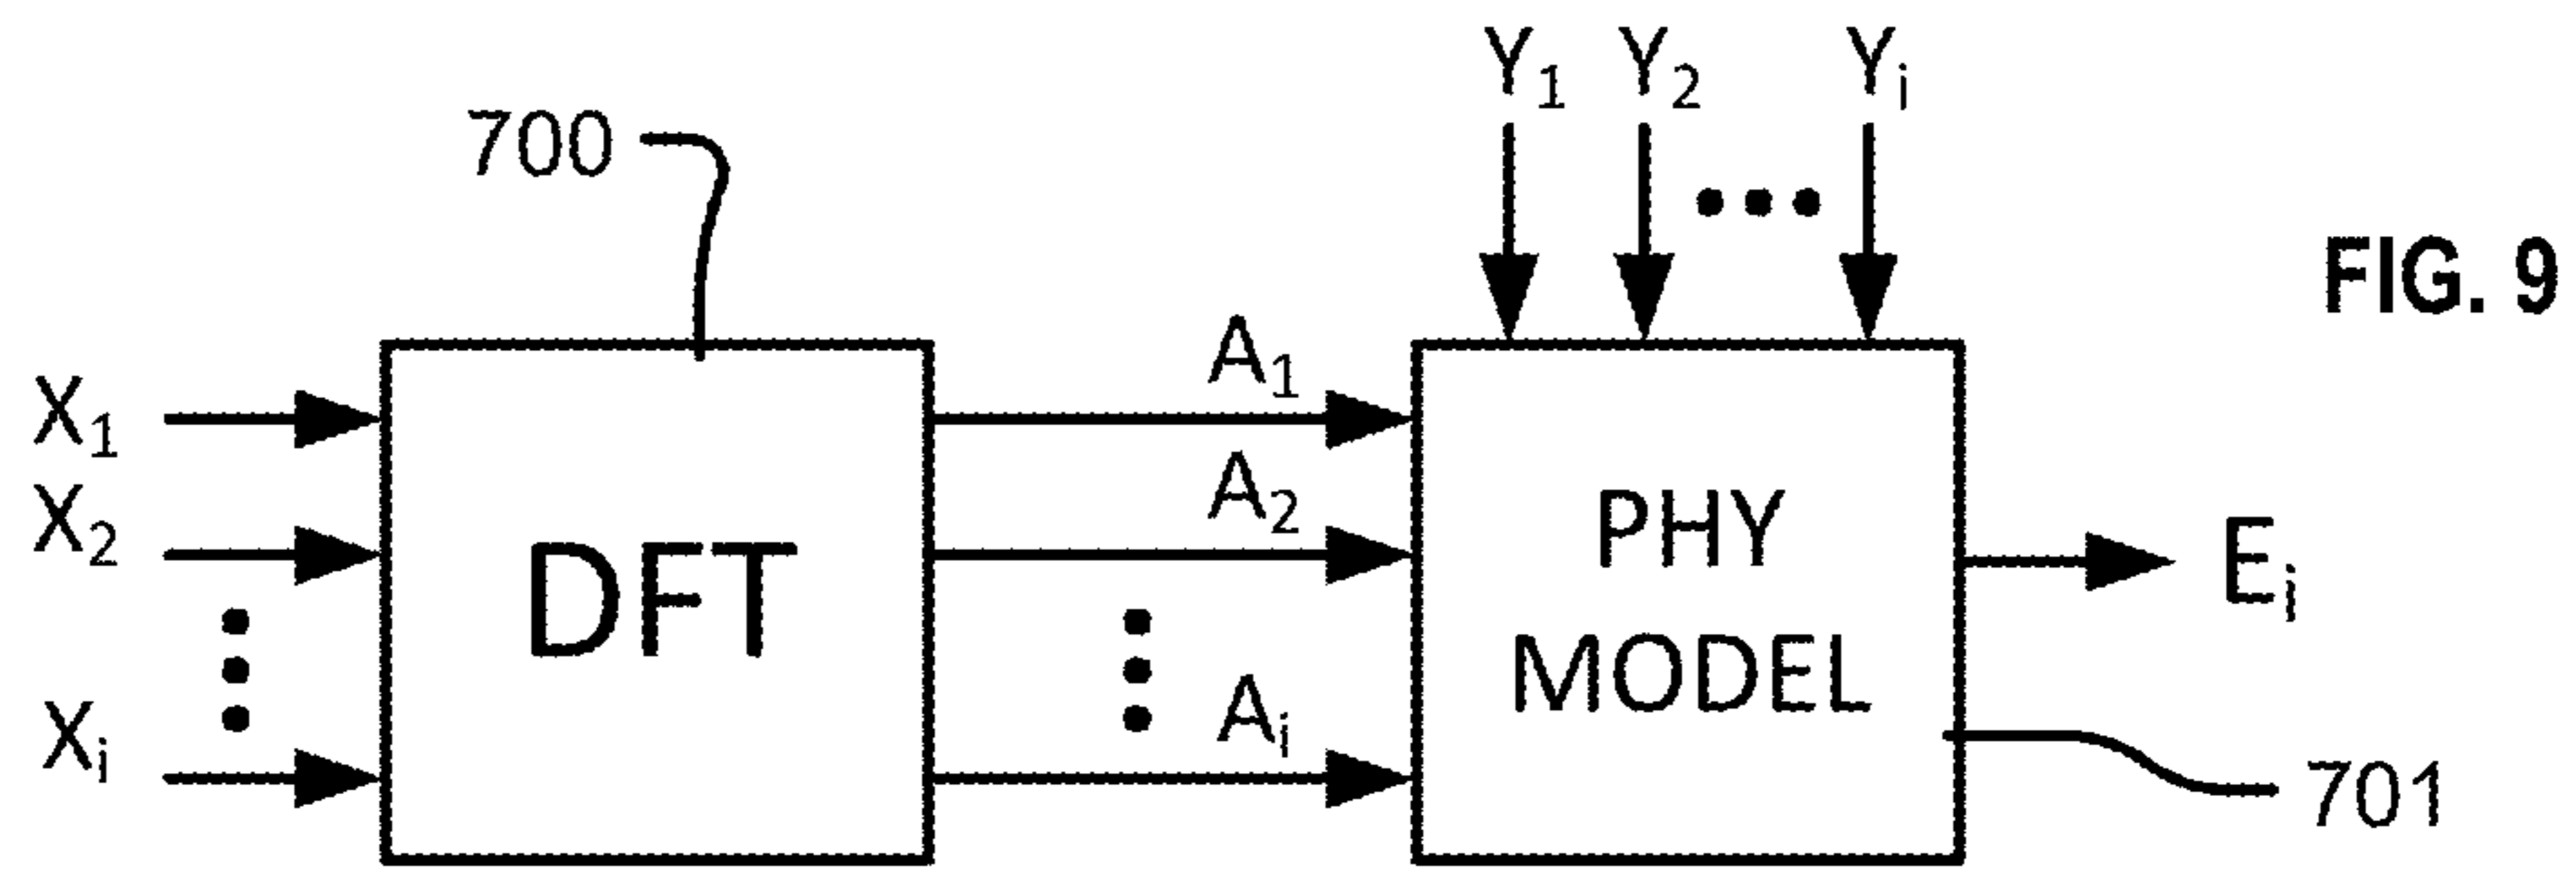 Y₁ Y₂ Yᵢ
700
FIG. 9
A₁
X₁
A₂
X₂
DFT
PHY
MODEL
Eᵢ
Aᵢ
Xᵢ
701